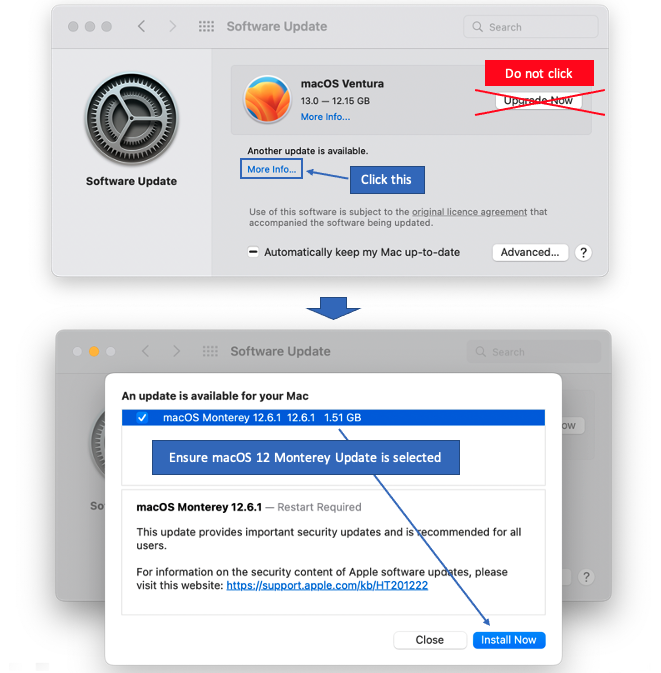 Software Update
Search
Do not click
macOS Ventura
13.0 — 12.15 GB
Upgrade Now
More Info...
Another update is available.
More Info...
Click this
Software Update
Use of this software is subject to the original licence agreement that
accompanied the software being updated.
Automatically keep my Mac up-to-date
Advanced...
?
Software Update
Search
An update is available for your Mac
macOS Monterey 12.6.1 12.6.1 1.51 GB
ow
Ensure macOS 12 Monterey Update is selected
So
macOS Monterey 12.6.1 — Restart Required
This update provides important security updates and is recommended for all
users.
For information on the security content of Apple software updates, please
visit this website: https://support.apple.com/kb/HT201222
?
Close
Install Now